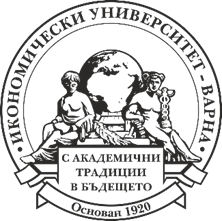 • ИКОНОМИЧЕСКИ УНИВЕРСИТЕТ - ВАРНА •
С АКАДЕМИЧНИ
ТРАДИЦИИ
В БЪДЕЩЕТО
Основан 1920